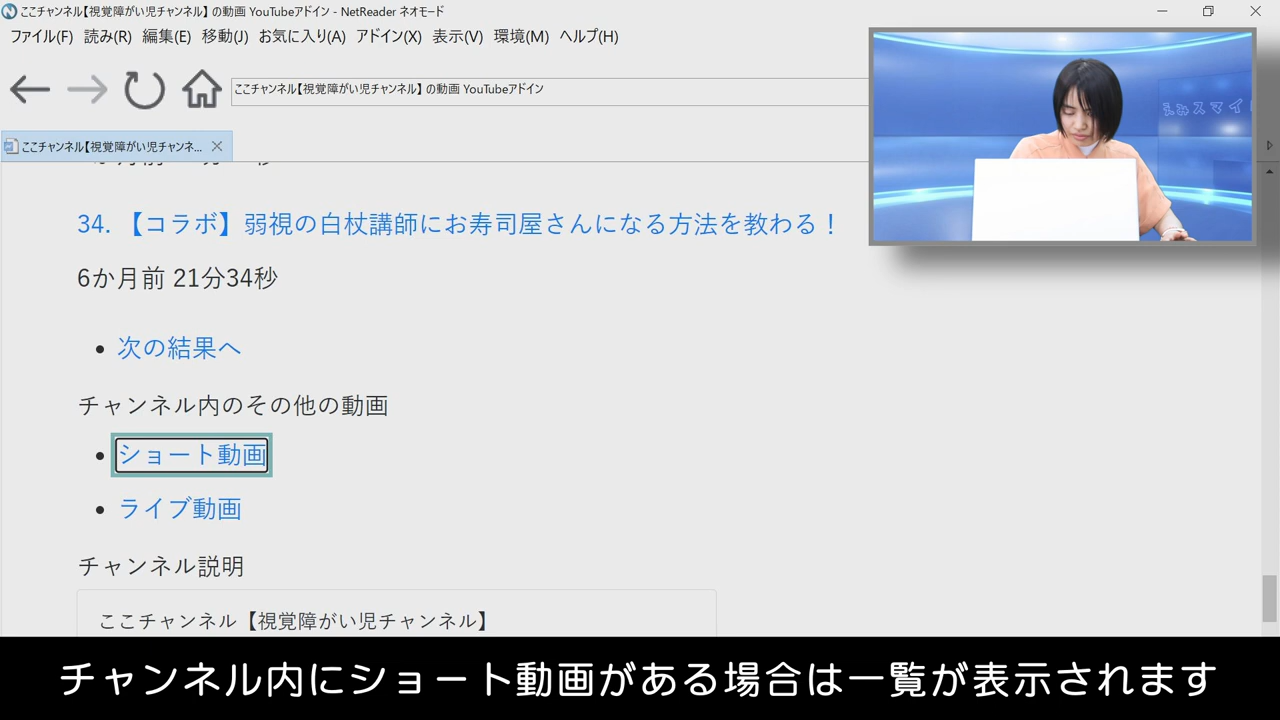 ここチャンネル【視覚障がい児チャンネル】 の動画 YouTubeアドイン - NetReader ネオモード
ファイル(F) 読み(R) 編集(E) 移動(J) お気に入り(A) アドイン(X) 表示(V) 環境(M) ヘルプ(H)
ここチャンネル【視覚障がい児チャンネル】 の動画 YouTubeアドイン
ここチャンネル【視覚障がい児チャンネ...
えみスマイ
34. 【コラボ】弱視の白杖講師にお寿司屋さんになる方法を教わる！
6か月前 21分34秒
• 次の結果へ
チャンネル内のその他の動画
• ショート動画
• ライブ動画
チャンネル説明
ここチャンネル【視覚障がい児チャンネル】
チャンネル内にショート動画がある場合は一覧が表示されます